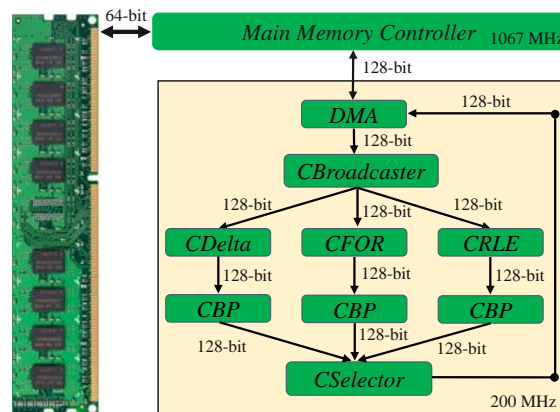 64-bit
Main Memory Controller
1067 MHz
128-bit
128-bit
DMA
128-bit
CBroadcaster
128-bit
128-bit
128-bit
CDelta
CFOR
CRLE
128-bit
128-bit
128-bit
CBP
CBP
CBP
128-bit
128-bit
128-bit
CSelector
200 MHz